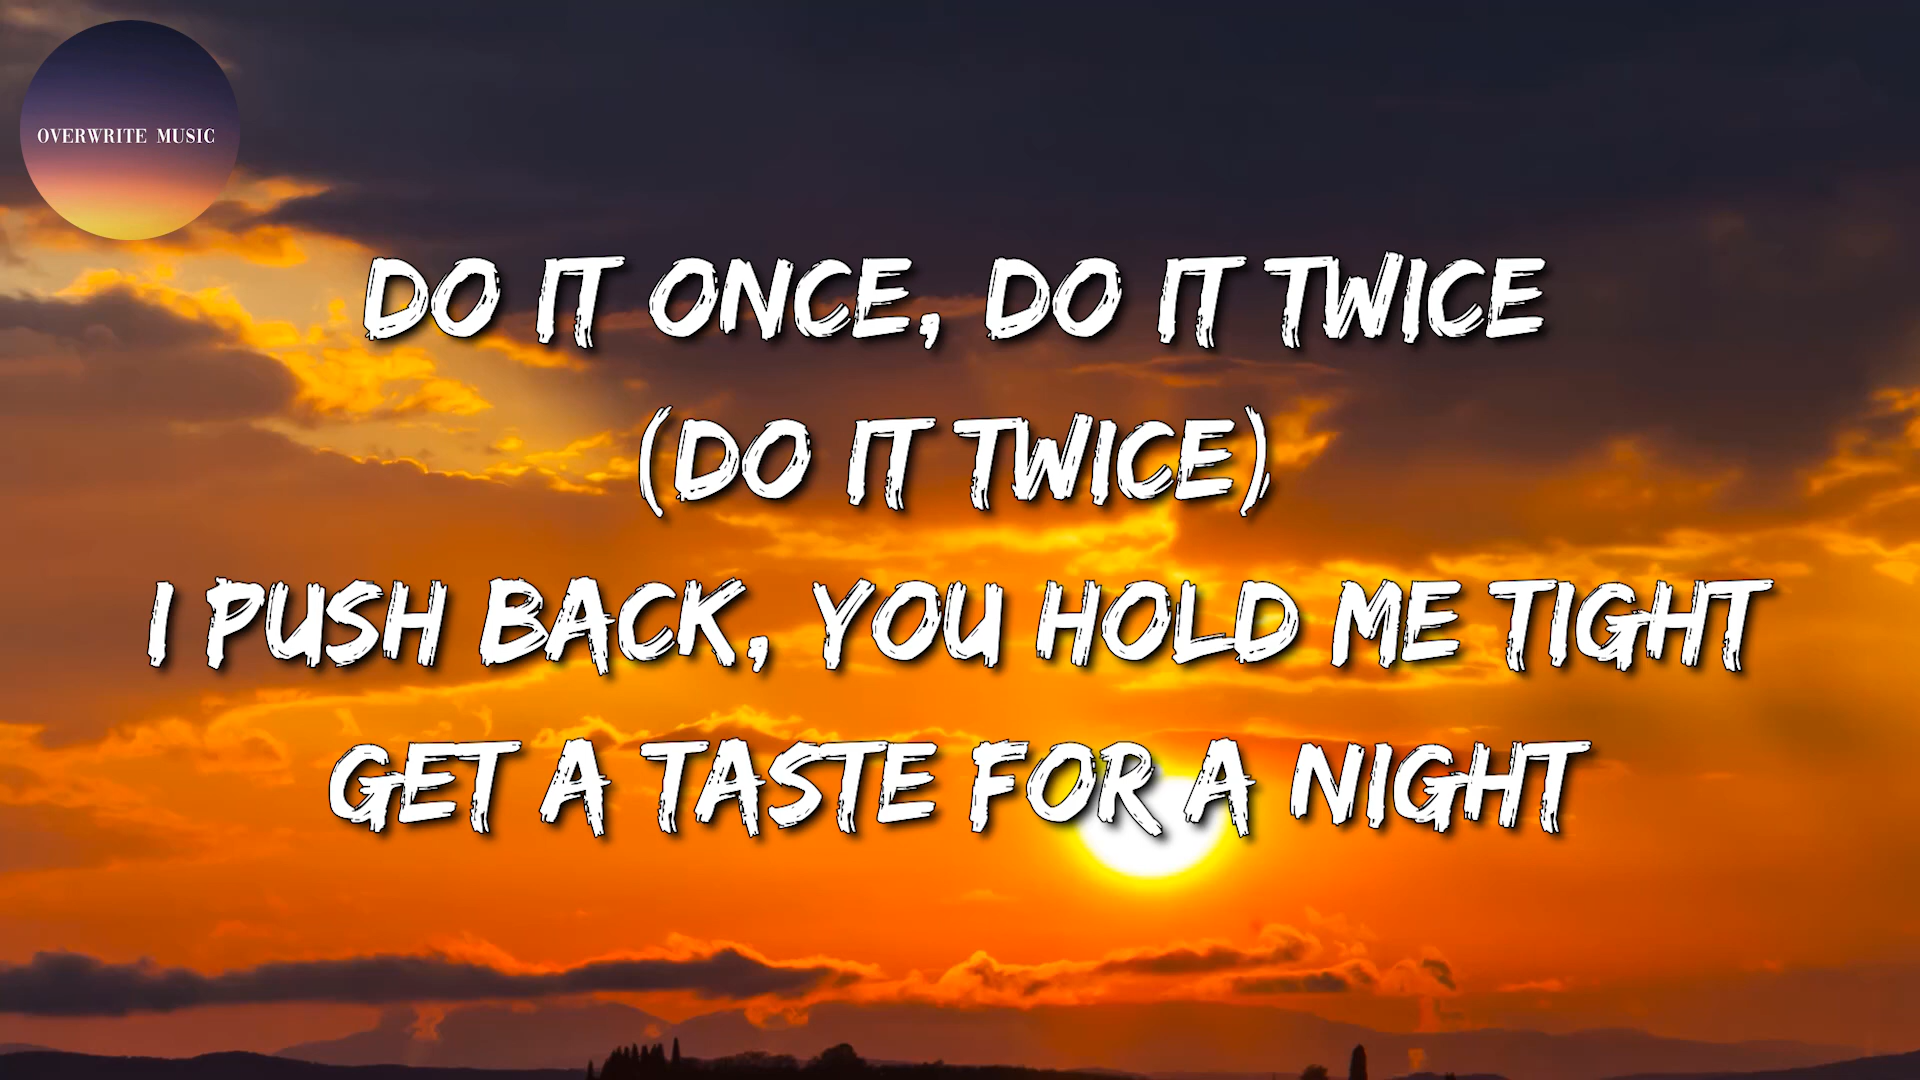 OVERWRITE MUSIC
DO IT ONCE, DO IT TWICE
(DO IT TWICE)
I PUSH BACK, YOU HOLD ME TIGHT
GET A TASTE FOR A NIGHT